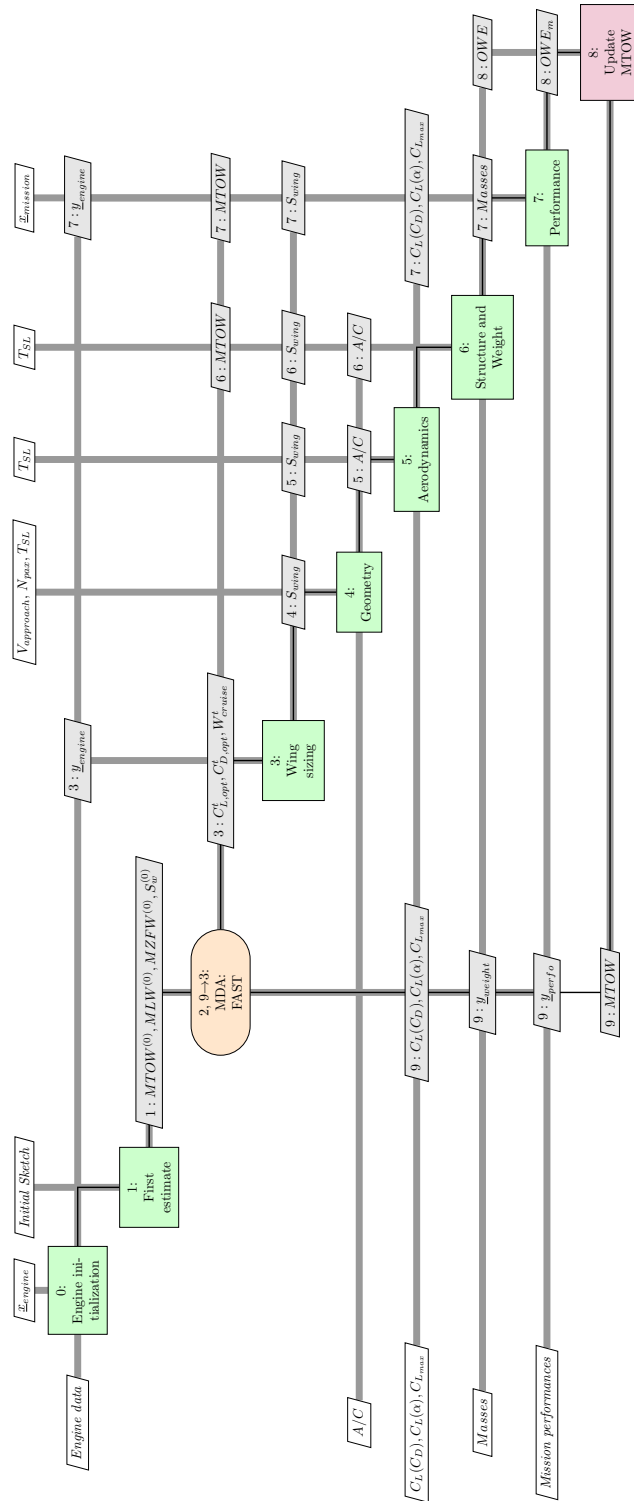 x_engine
Initial Sketch
V_approach, N_pax, T_SL
T_SL
T_SL
x_mission
Engine data
0:
Engine ini-
tialization
3 : y_engine
7 : y_engine
1:
First
estimate
1 : MTOW^(0), MLW^(0), MZFW^(0), S_w^(0)
2, 9→3:
MDA:
FAST
3 : C^t_L,opt, C^t_D,opt, W^t_cruise
6 : MTOW
7 : MTOW
3:
Wing
sizing
4 : S_wing
5 : S_wing
6 : S_wing
7 : S_wing
A/C
4:
Geometry
5 : A/C
6 : A/C
C_L(C_D), C_L(α), C_Lmax
9 : C_L(C_D), C_L(α), C_Lmax
5:
Aerodynamics
7 : C_L(C_D), C_L(α), C_Lmax
Masses
9 : y_weight
6:
Structure and
Weight
7 : Masses
8 : OWE
Mission performances
9 : y_perfo
7:
Performance
8 : OWE_m
9 : MTOW
8:
Update
MTOW